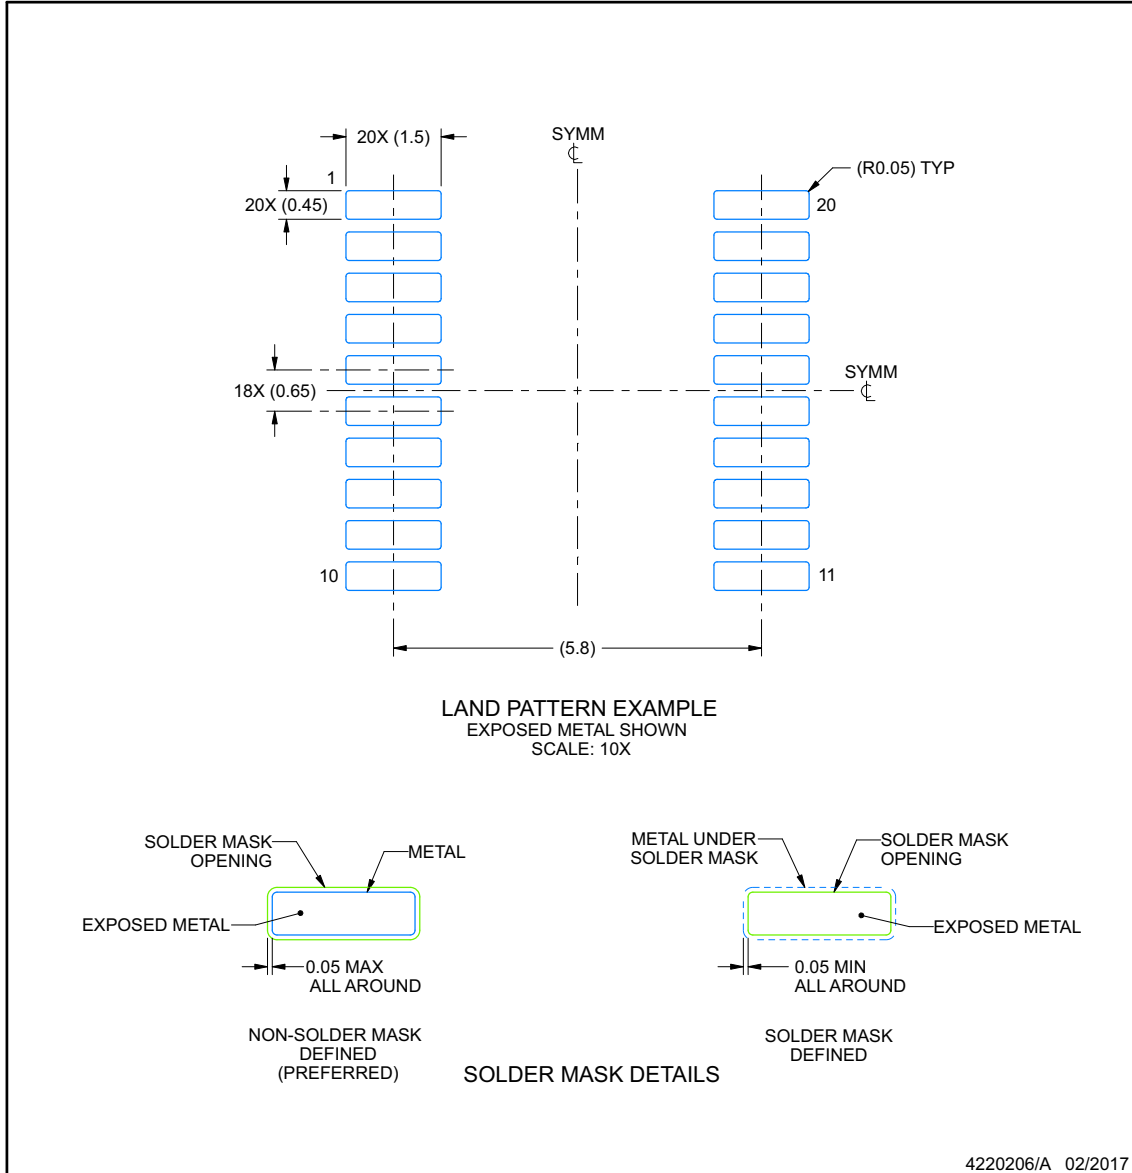 20X (1.5)
SYMM
℄
(R0.05) TYP
1
20X (0.45)
20
18X (0.65)
SYMM
℄
10
11
(5.8)
LAND PATTERN EXAMPLE
EXPOSED METAL SHOWN
SCALE: 10X
SOLDER MASK
OPENING
METAL
EXPOSED METAL
0.05 MAX
ALL AROUND
NON-SOLDER MASK
DEFINED
(PREFERRED)
METAL UNDER
SOLDER MASK
SOLDER MASK
OPENING
EXPOSED METAL
0.05 MIN
ALL AROUND
SOLDER MASK
DEFINED
SOLDER MASK DETAILS
4220206/A 02/2017